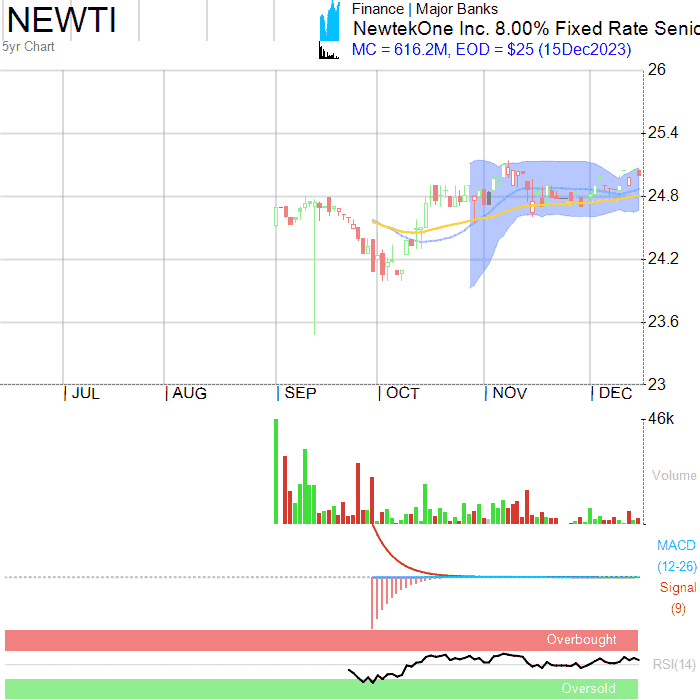 NEWTI
5yr Chart
Finance | Major Banks
NewtekOne Inc. 8.00% Fixed Rate Senio
MC = 616.2M, EOD = $25 (15Dec2023)
26
25.4
24.8
24.2
23.6
23
| JUL | AUG | SEP | OCT | NOV | DEC
46k
Volume
MACD
(12-26)
Signal
(9)
Overbought
RSI(14)
Oversold